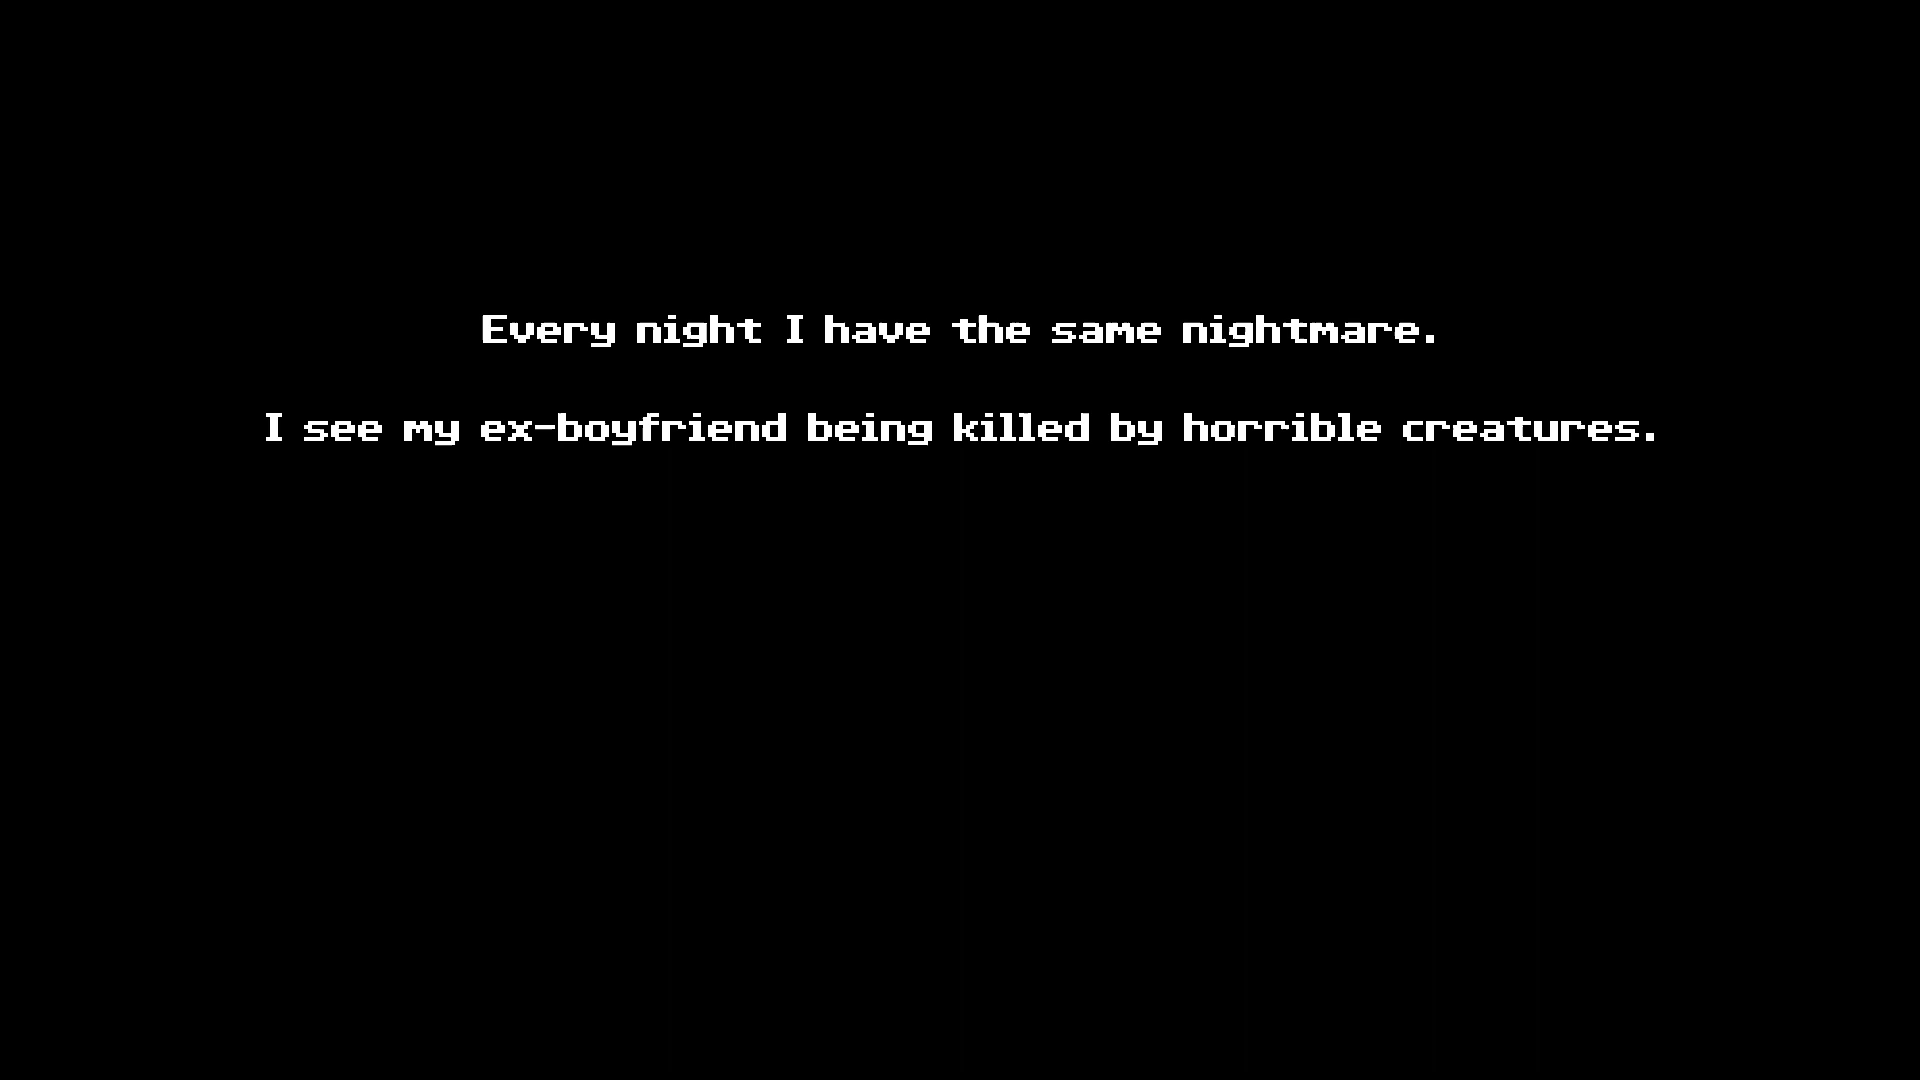 Every night I have the same nightmare.
I see my ex-boyfriend being killed by horrible creatures.